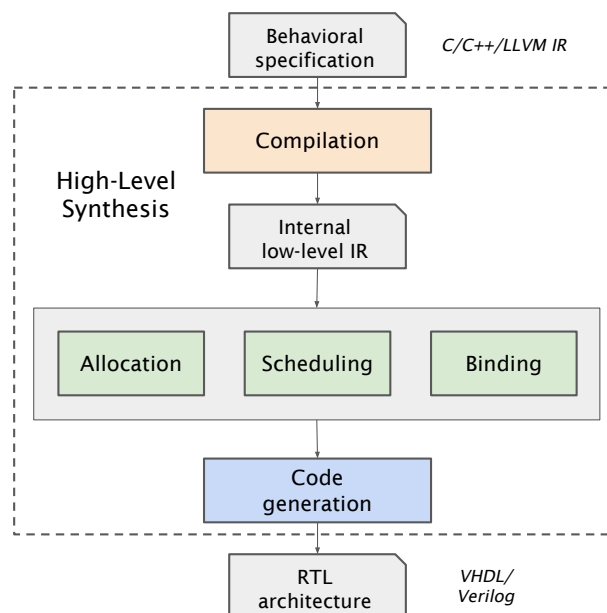 Behavioral
specification
C/C++/LLVM IR
Compilation
High-Level
Synthesis
Internal
low-level IR
Allocation
Scheduling
Binding
Code
generation
RTL
architecture
VHDL/
Verilog